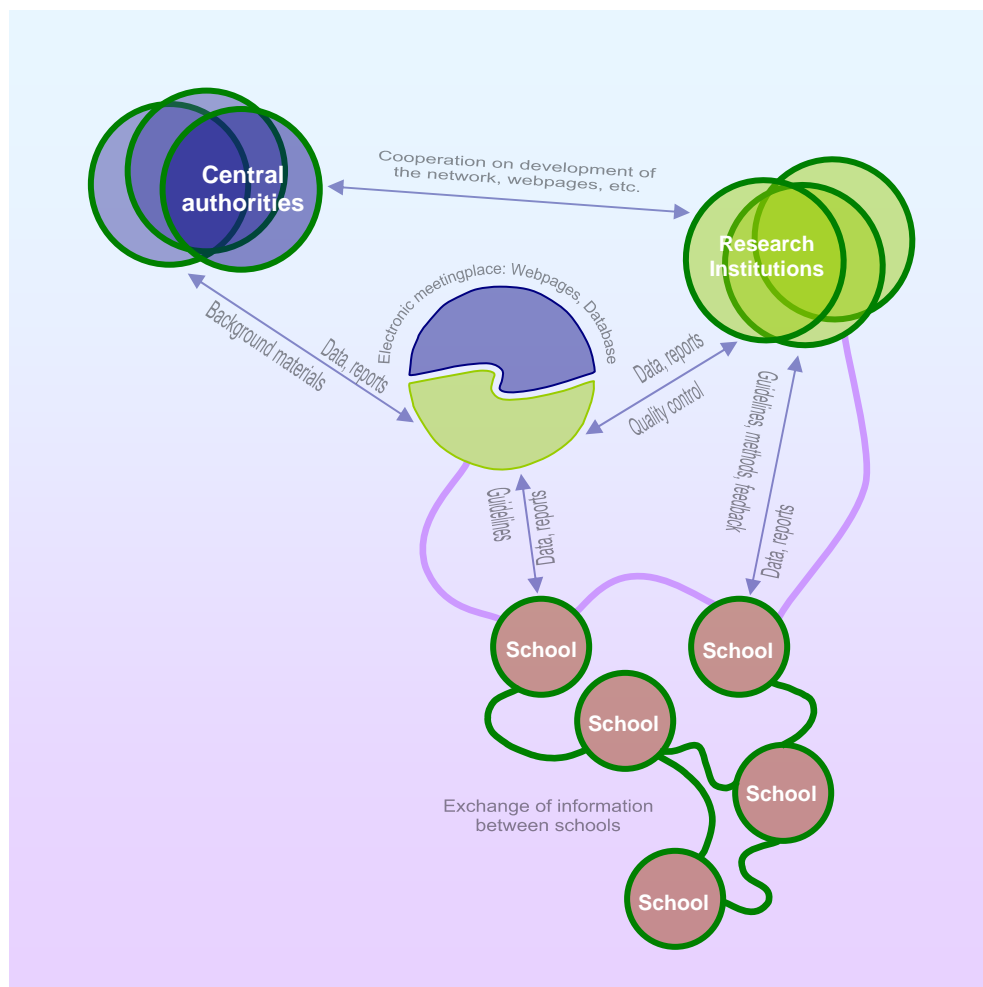 Cooperation on development of
the network, webpages, etc.
Central
authorities
Research
Institutions
Electronic meetingplace: Webpages, Database
Background materials
Data, reports
Data, reports
Quality control
Guidelines, methods, feedback
Data, reports
Guidelines
Data, reports
School
School
School
School
Exchange of information
between schools
School